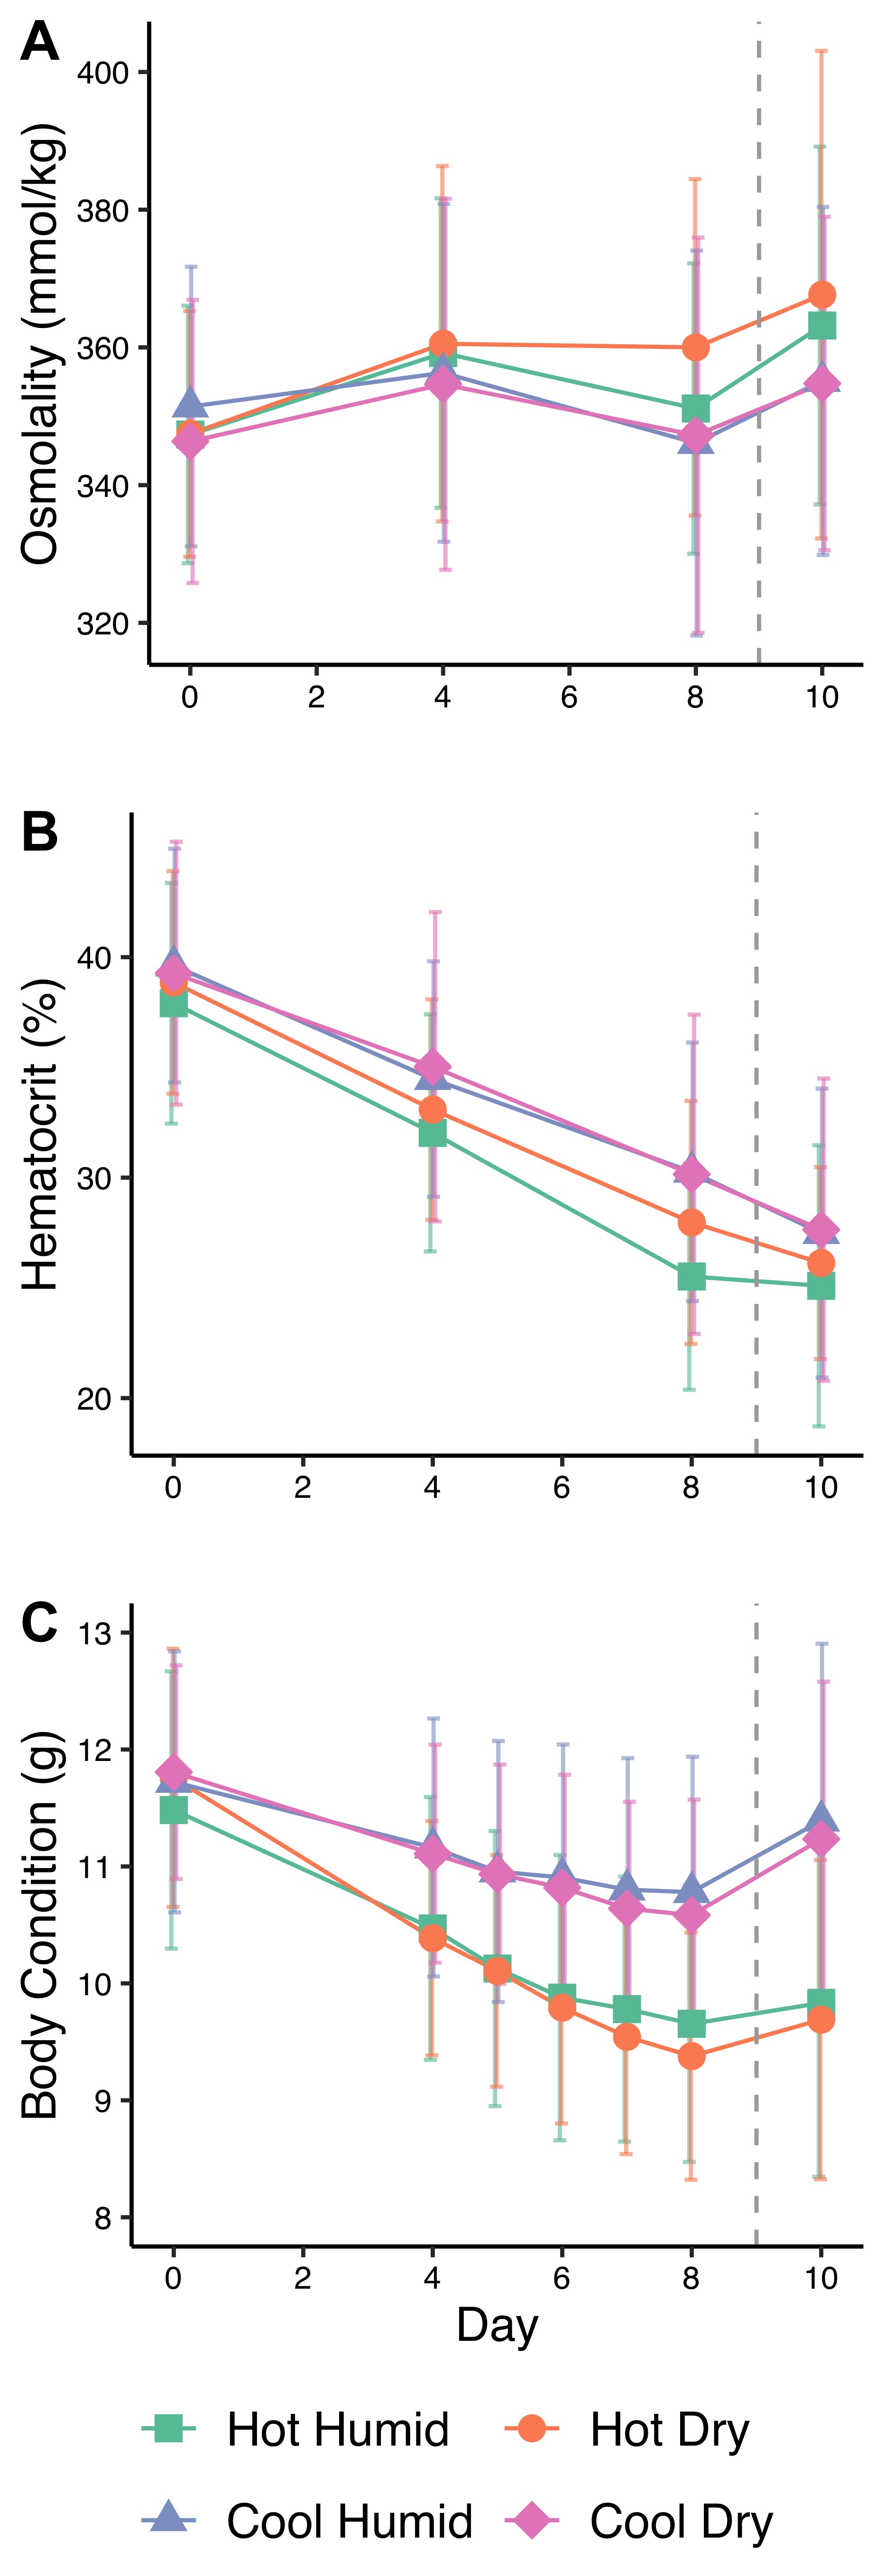 A
Osmolality (mmol/kg)
400
380
360
340
320
0 2 4 6 8 10
B
Hematocrit (%)
40
30
20
0 2 4 6 8 10
C
Body Condition (g)
13
12
11
10
9
8
0 2 4 6 8 10
Day
Hot Humid Hot Dry
Cool Humid Cool Dry